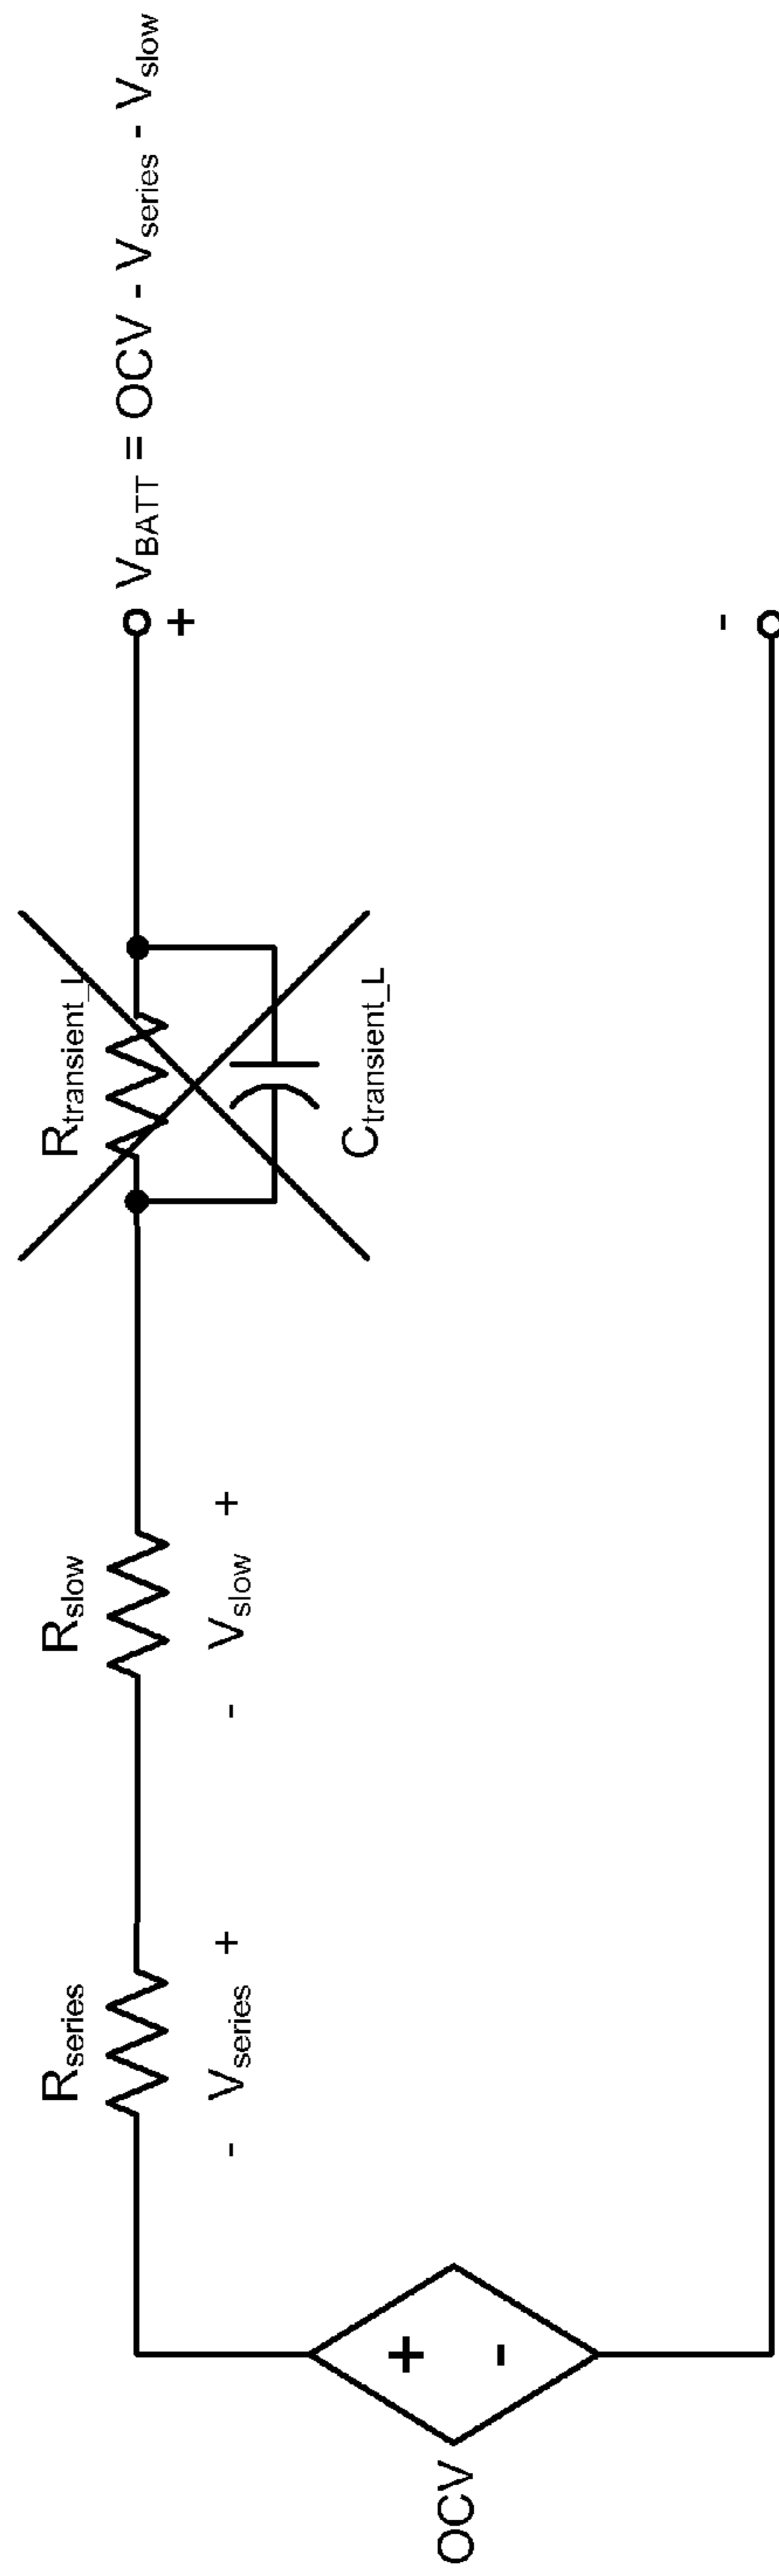 R_series
R_slow
R_transient_L
- V_series +
- V_slow +
C_transient_L
+
V_BATT = OCV - V_series - V_slow
OCV
+
-
-